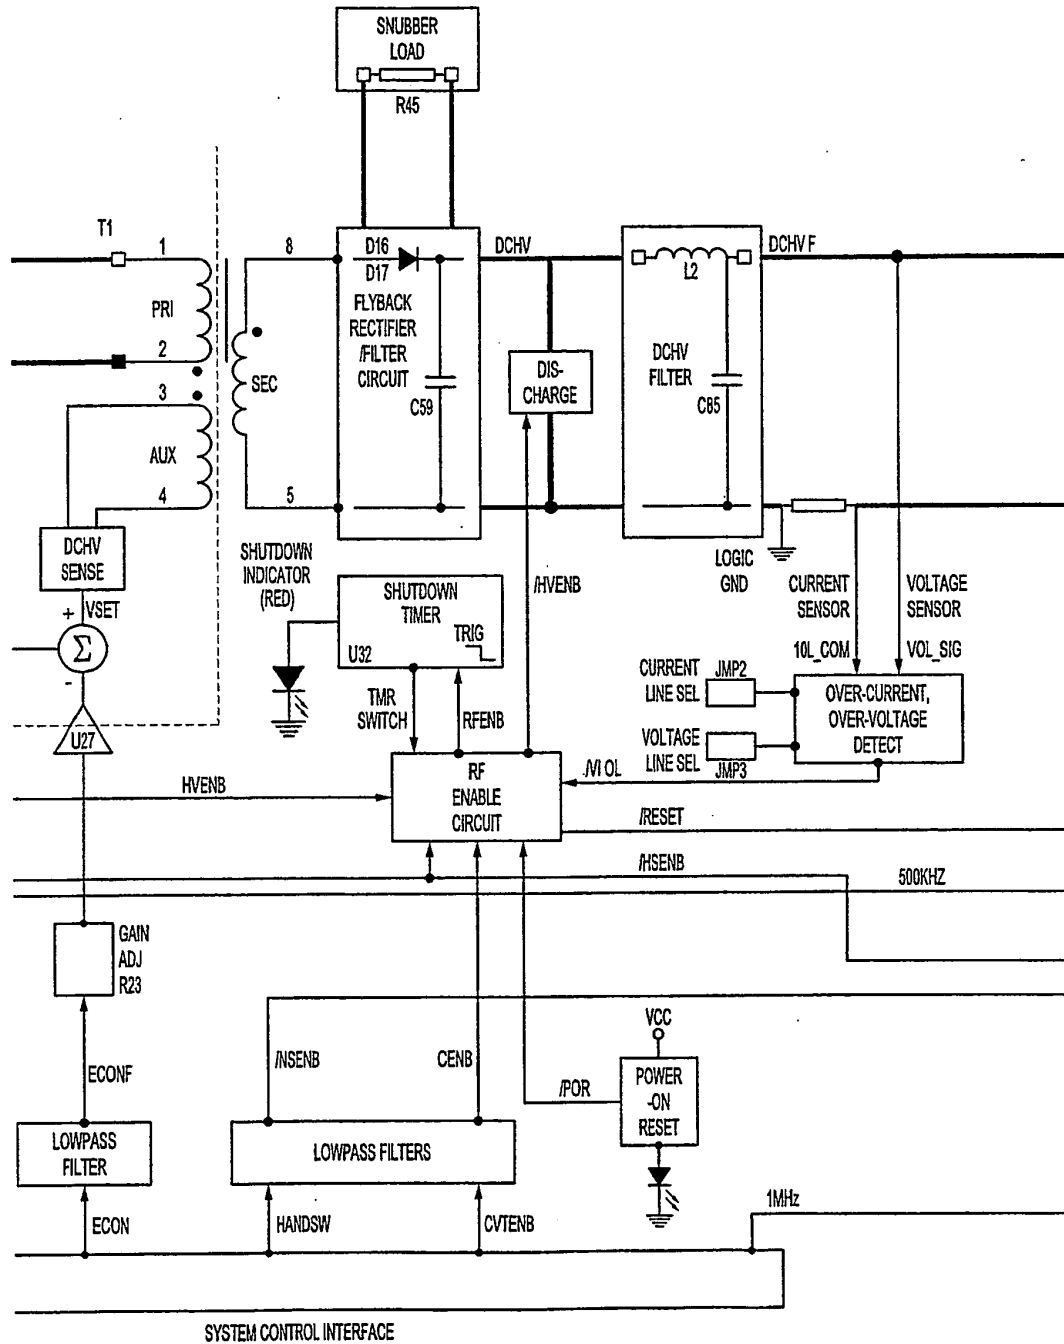 SNUBBER
LOAD
R45
T1
1
8
D16
D17
DCHV
L2
DCHV F
PRI
FLYBACK
RECTIFIER
/FILTER
CIRCUIT
2
SEC
DIS-
CHARGE
DCHV
FILTER
3
C59
C85
AUX
4
5
DCHV
SENSE
SHUTDOWN
INDICATOR
(RED)
SHUTDOWN
TIMER
TRIG
U32
/HVENB
LOGIC
GND
CURRENT
SENSOR
VOLTAGE
SENSOR
+
VSET
Σ
-
10L_COM
VOL_SIG
CURRENT
LINE SEL
JMP2
OVER-CURRENT,
OVER-VOLTAGE
DETECT
TMR
SWITCH
RFENB
U27
VOLTAGE
LINE SEL
JMP3
HVENB
RF
ENABLE
CIRCUIT
/VI OL
/RESET
/HSENB
500KHZ
GAIN
ADJ
R23
ECONF
/NSENB
CENB
/POR
VCC
POWER
-ON
RESET
LOWPASS
FILTER
LOWPASS FILTERS
ECON
HANDSW
CVTENB
1MHz
SYSTEM CONTROL INTERFACE